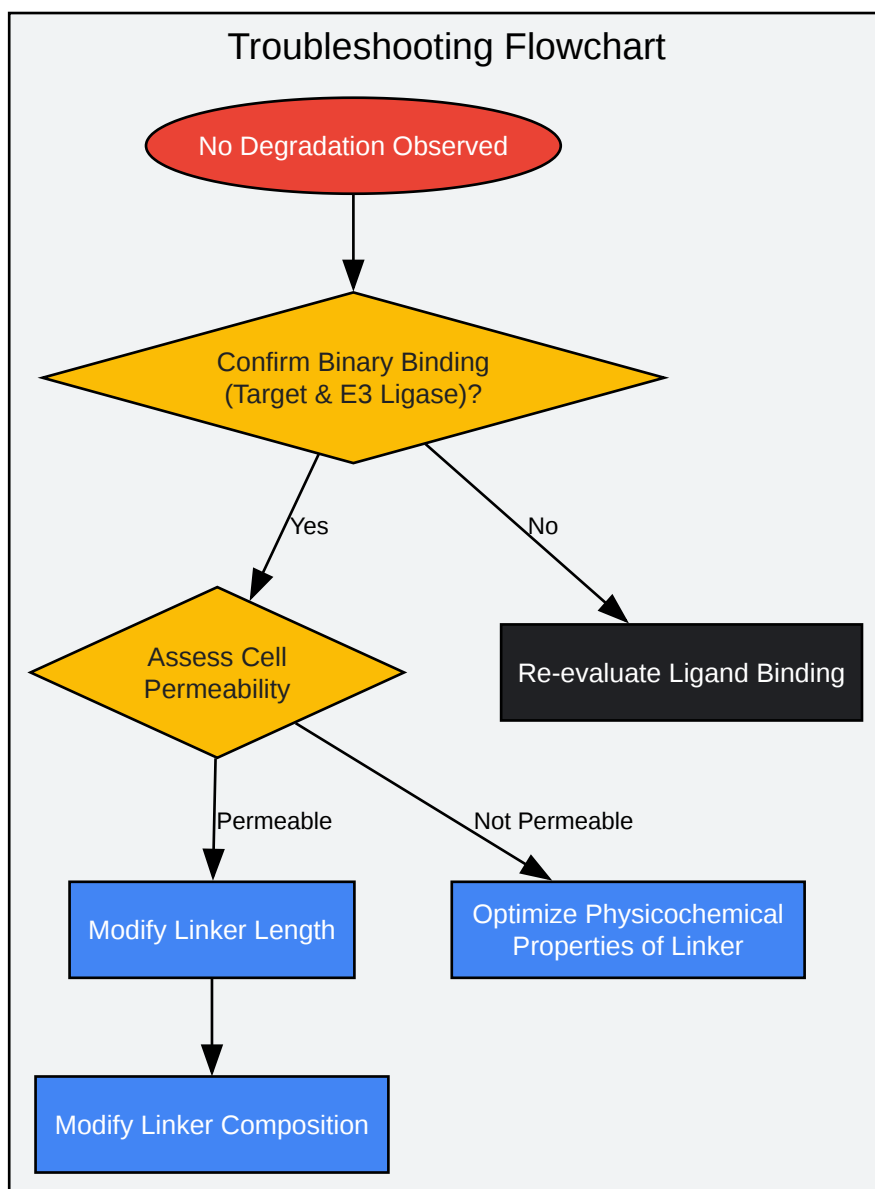 Troubleshooting Flowchart
No Degradation Observed
Confirm Binary Binding
(Target & E3 Ligase)?
Yes
No
Assess Cell
Permeability
Re-evaluate Ligand Binding
Permeable
Not Permeable
Modify Linker Length
Optimize Physicochemical
Properties of Linker
Modify Linker Composition